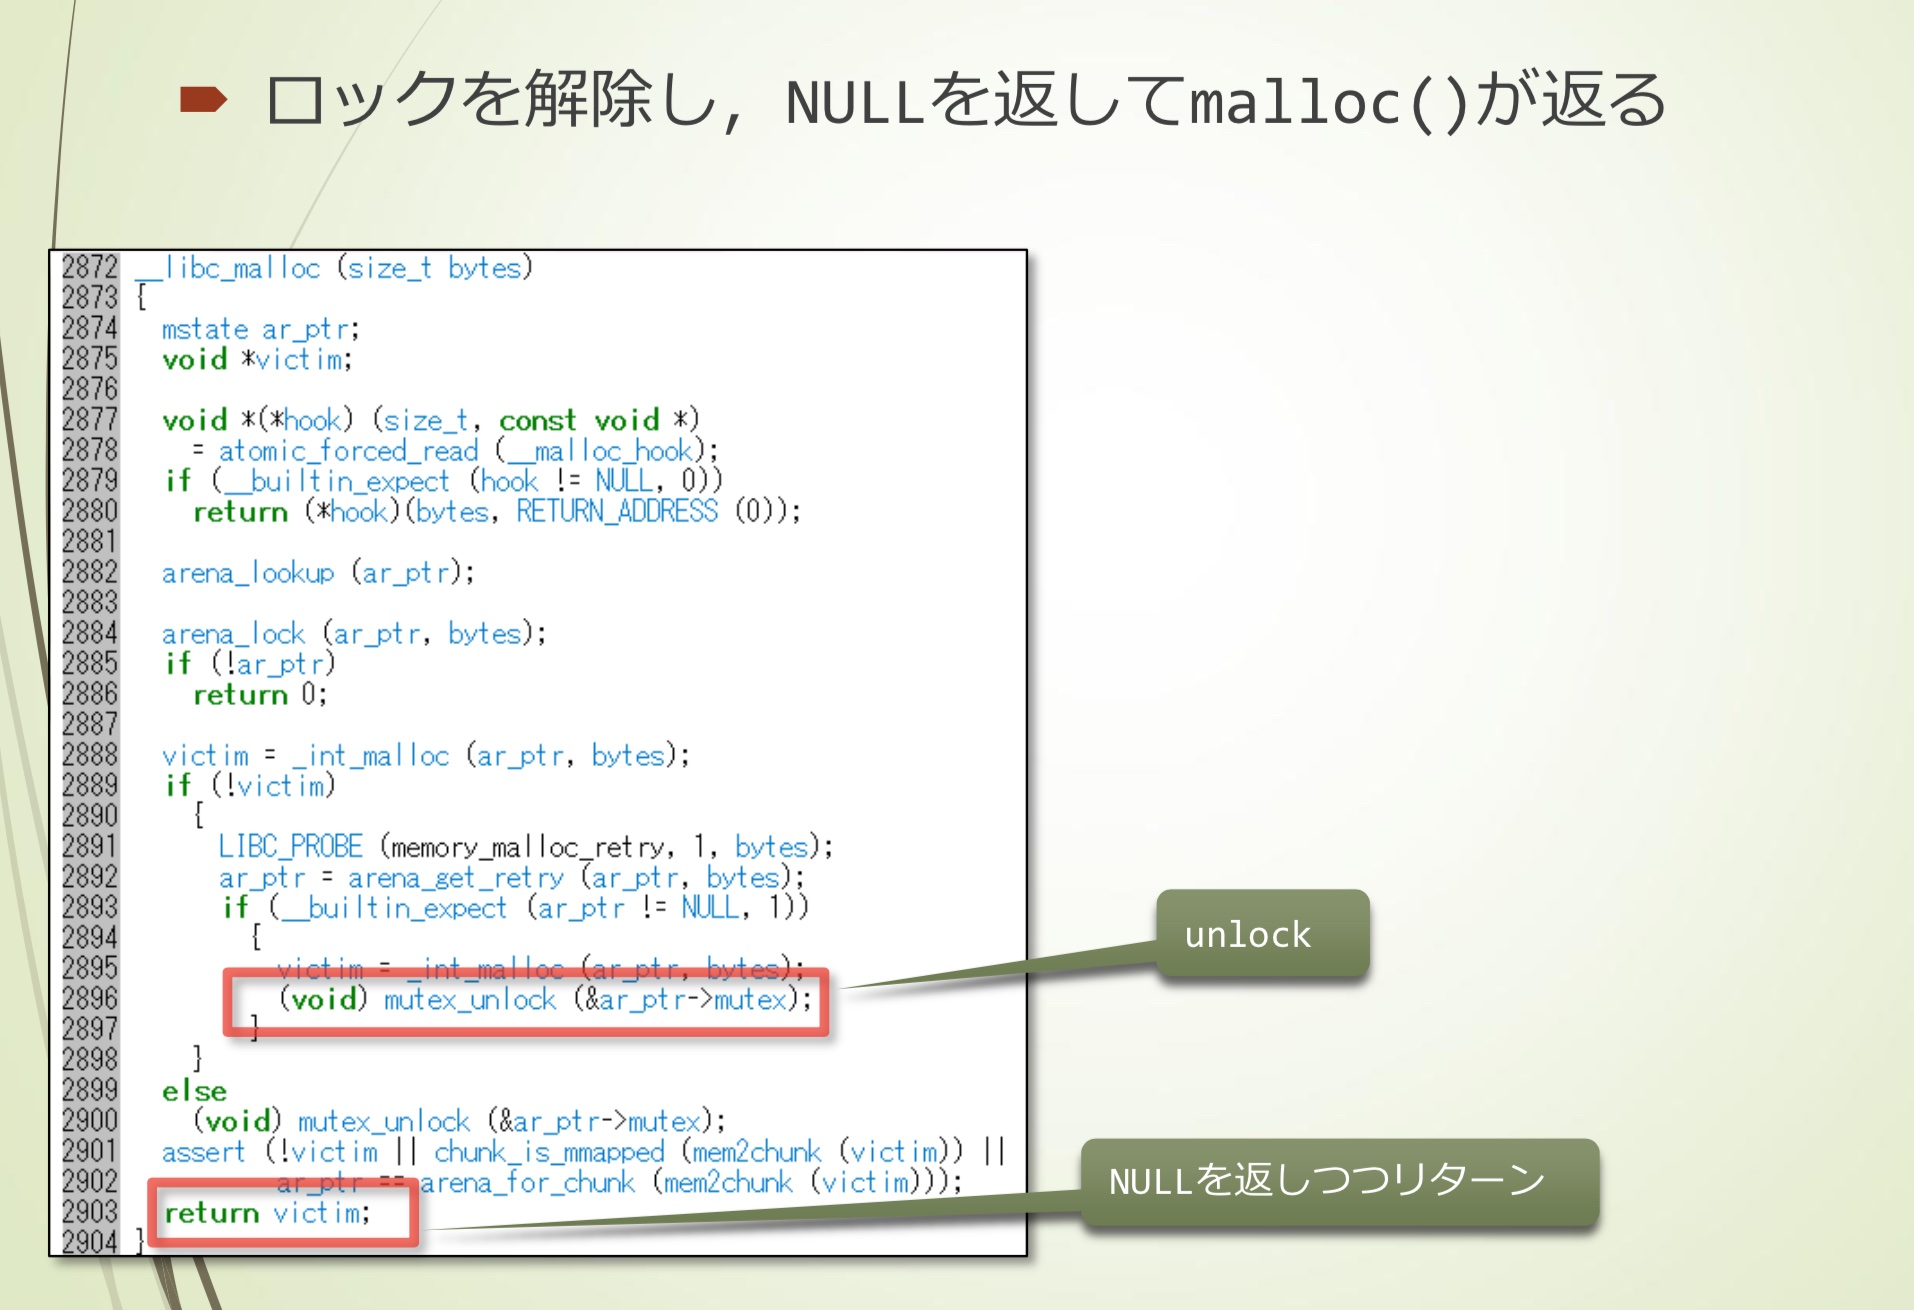 ロックを解除し, NULLを返してmalloc()が返る
2872 __libc_malloc (size_t bytes)
2873 {
2874   mstate ar_ptr;
2875   void *victim;
2876
2877   void *(*hook) (size_t, const void *)
2878     = atomic_forced_read (__malloc_hook);
2879   if (__builtin_expect (hook != NULL, 0))
2880     return (*hook)(bytes, RETURN_ADDRESS (0));
2881
2882   arena_lookup (ar_ptr);
2883
2884   arena_lock (ar_ptr, bytes);
2885   if (!ar_ptr)
2886     return 0;
2887
2888   victim = _int_malloc (ar_ptr, bytes);
2889   if (!victim)
2890     {
2891       LIBC_PROBE (memory_malloc_retry, 1, bytes);
2892       ar_ptr = arena_get_retry (ar_ptr, bytes);
2893       if (__builtin_expect (ar_ptr != NULL, 1))
2894         {
2895           victim = _int_malloc (ar_ptr, bytes);
2896           (void) mutex_unlock (&ar_ptr->mutex);
2897         }
2898     }
2899   else
2900     (void) mutex_unlock (&ar_ptr->mutex);
2901   assert (!victim || chunk_is_mmapped (mem2chunk (victim)) ||
2902           ar_ptr == arena_for_chunk (mem2chunk (victim)));
2903   return victim;
2904 }
unlock
NULLを返しつつリターン